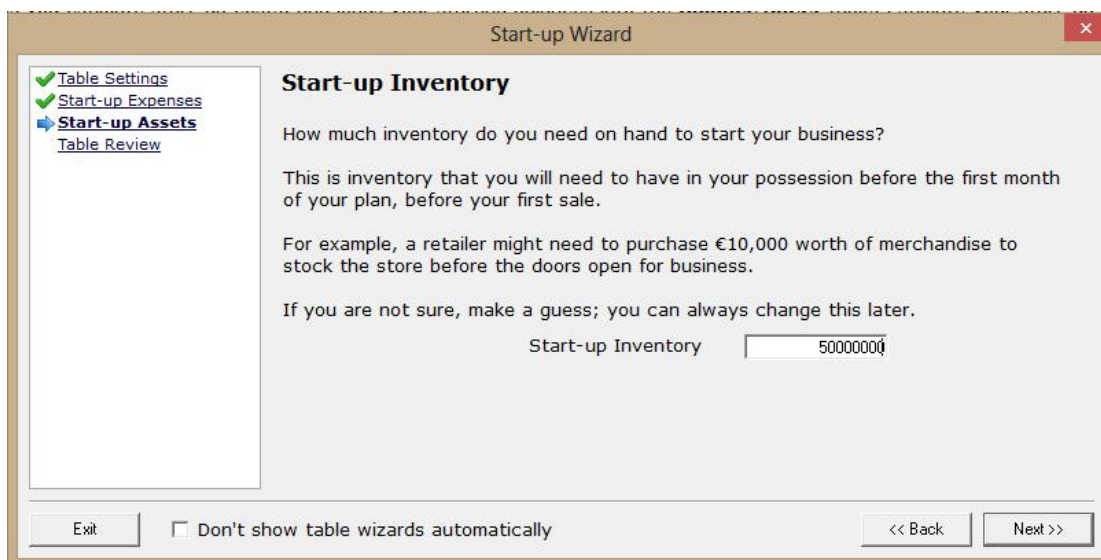 Start-up Wizard
Table Settings
Start-up Expenses
Start-up Assets
Table Review
Start-up Inventory
How much inventory do you need on hand to start your business?
This is inventory that you will need to have in your possession before the first month
of your plan, before your first sale.
For example, a retailer might need to purchase €10,000 worth of merchandise to
stock the store before the doors open for business.
If you are not sure, make a guess; you can always change this later.
Start-up Inventory 50000000
Exit
Don't show table wizards automatically
<< Back
Next >>